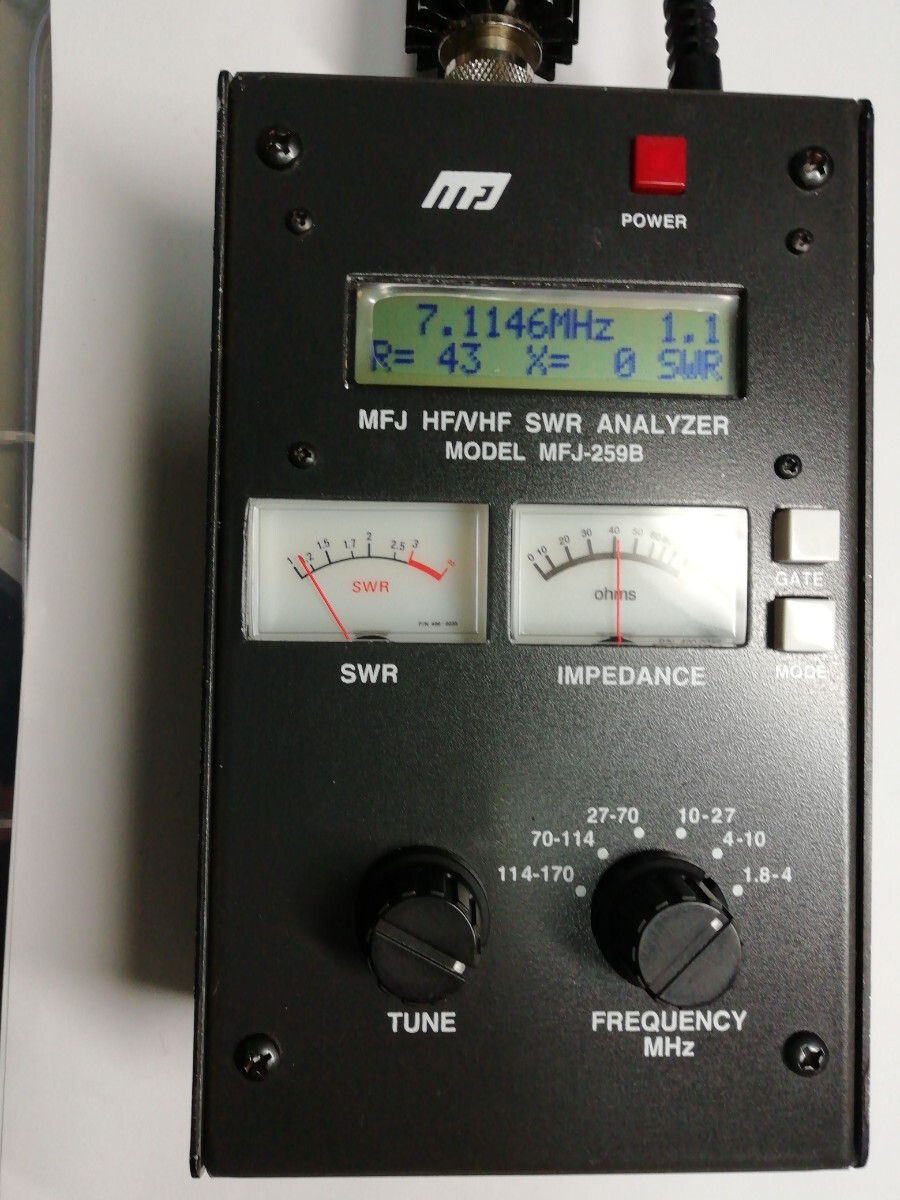 MFJ
POWER
7.1146MHz 1.1
R= 43 X= 0 SWR
MFJ HF/VHF SWR ANALYZER
MODEL MFJ-259B
1 1.2 1.5 1.7 2 2.5 3
SWR
0 10 20 30 40 50
ohms
GATE
SWR
IMPEDANCE
MODE
27-70 10-27
70-114 4-10
114-170 1.8-4
TUNE
FREQUENCY
MHz